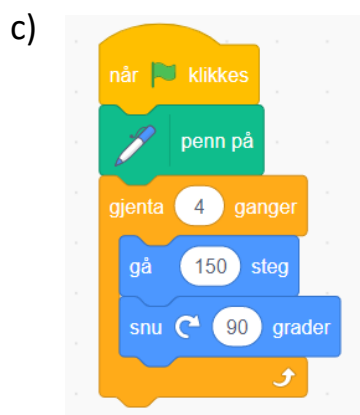 c)
når klikkes
penn på
gjenta 4 ganger
gå 150 steg
snu 90 grader